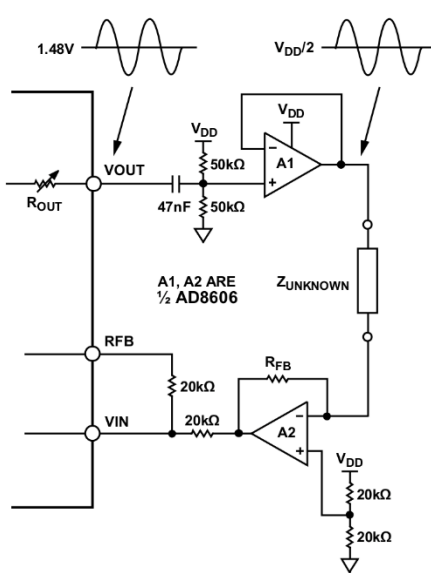 1.48V
VDD/2
VDD
VDD
50kΩ
A1
VOUT
ROUT
47nF
50kΩ
A1, A2 ARE
½ AD8606
ZUNKNOWN
RFB
RFB
20kΩ
20kΩ
VIN
A2
VDD
20kΩ
20kΩ